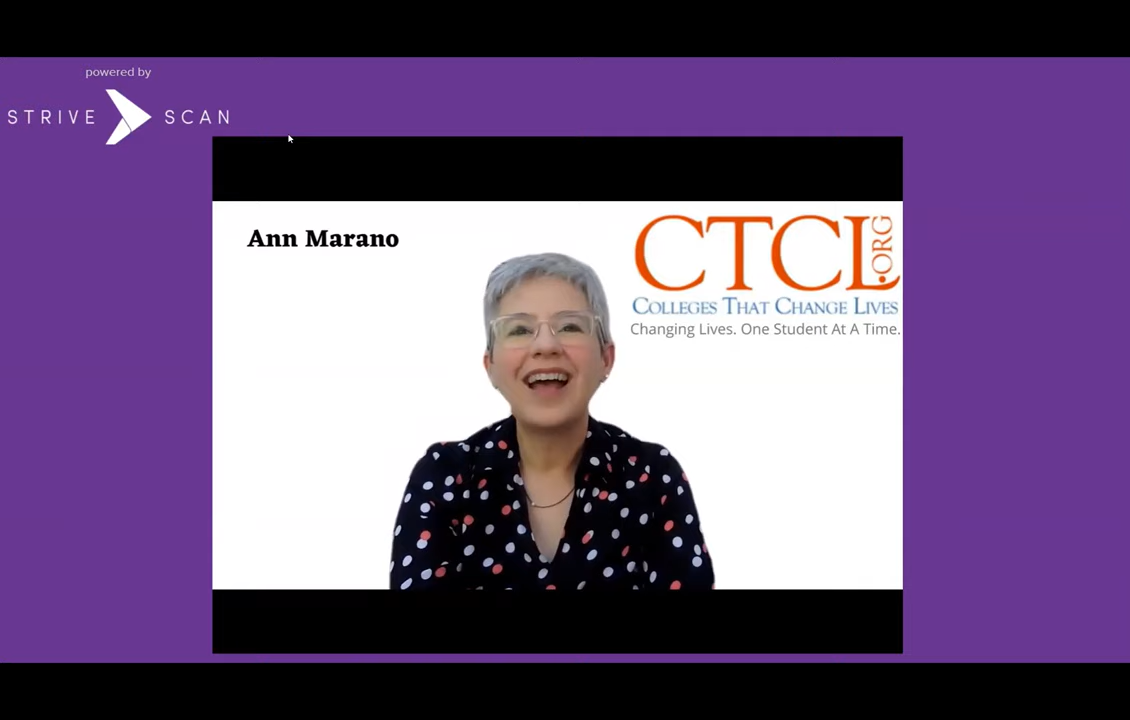 powered by
STRIVE SCAN
Ann Marano
CTCL.ORG
COLLEGES THAT CHANGE LIVES
Changing Lives. One Student At A Time.